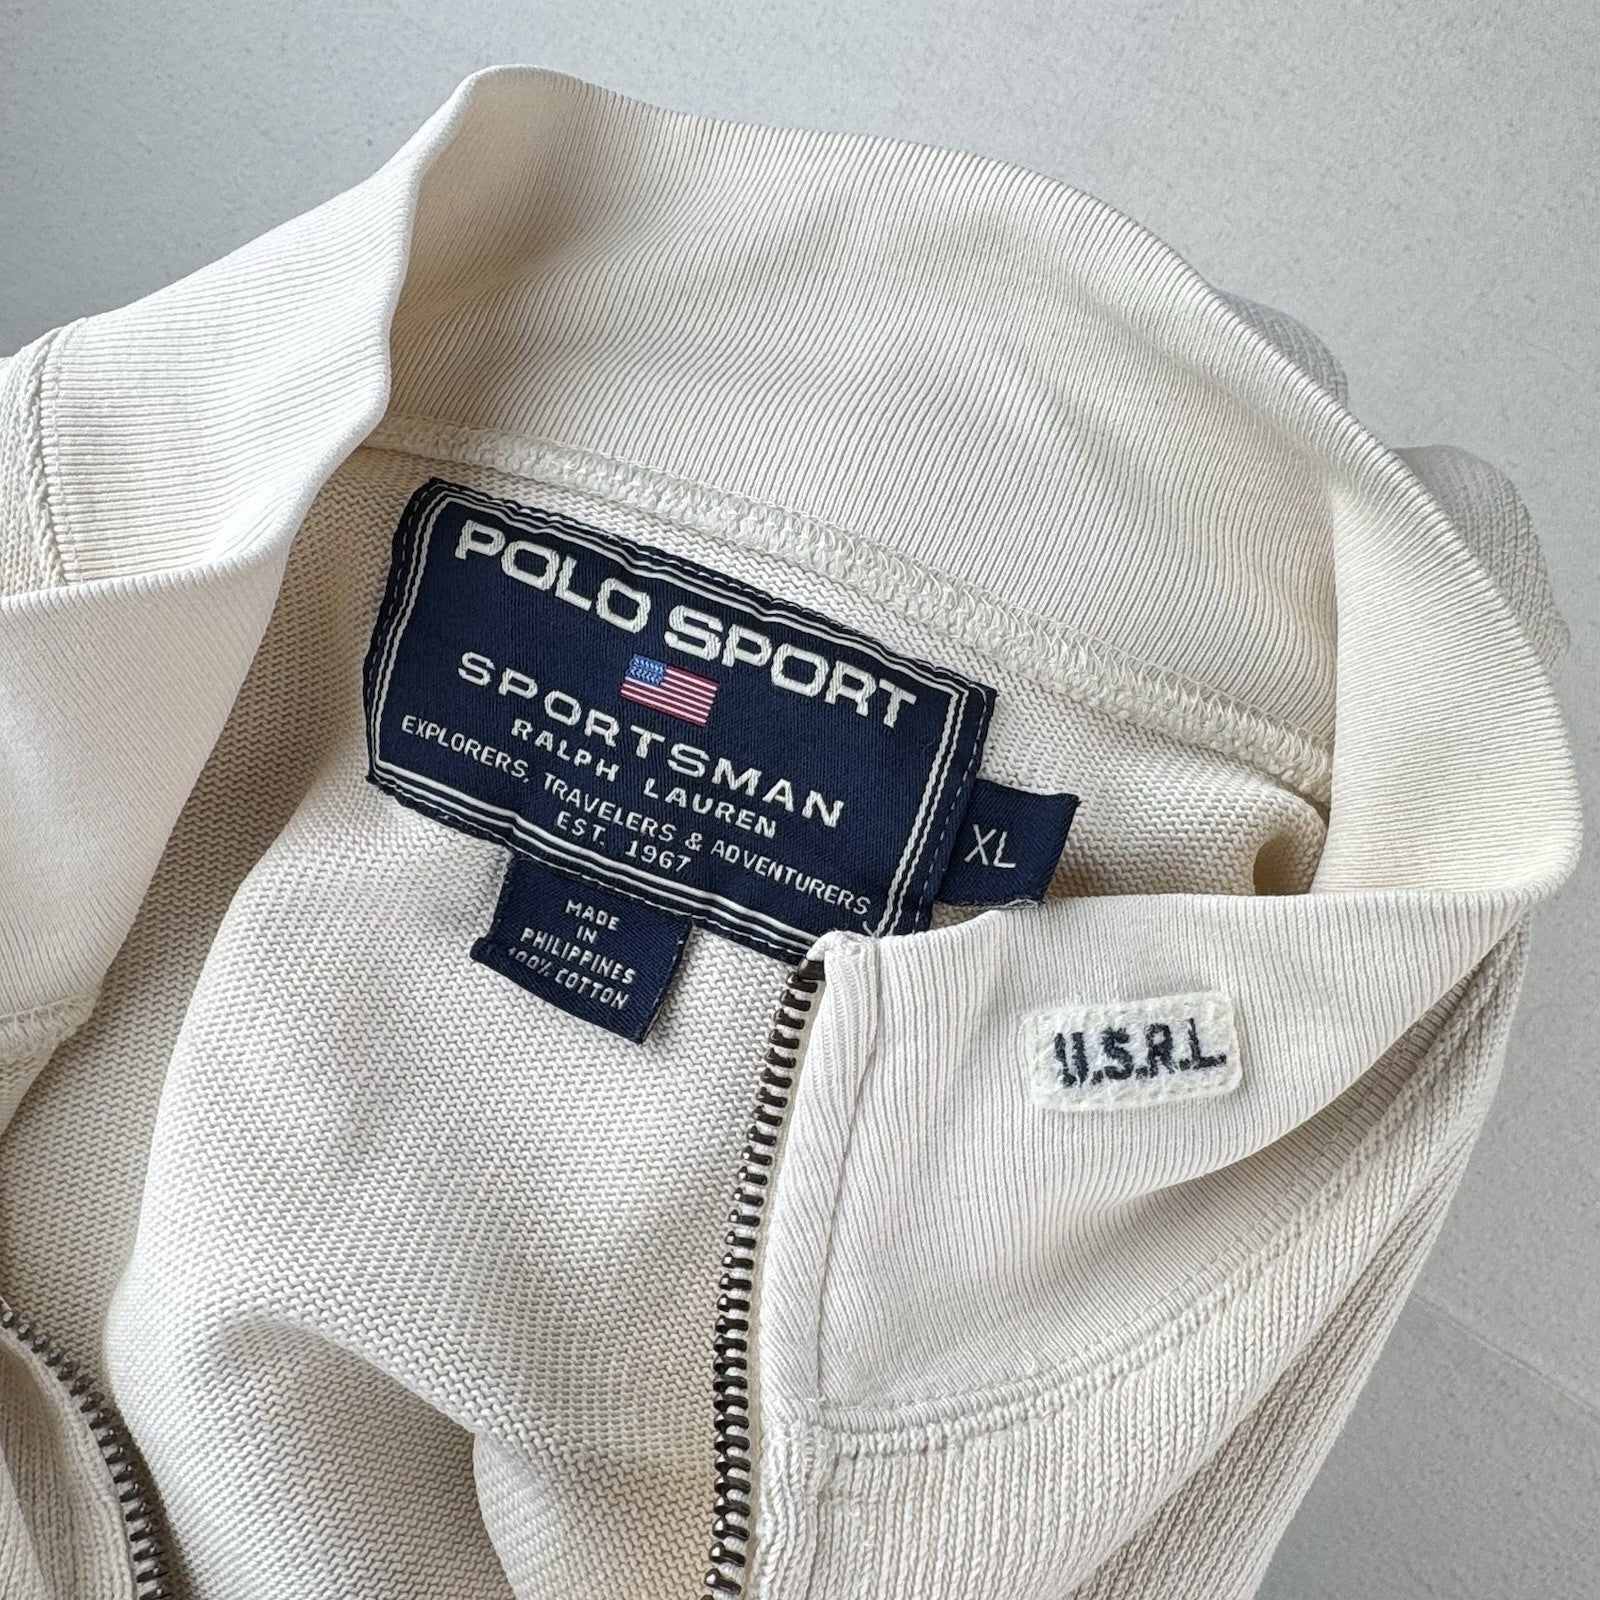 POLO SPORT
SPORTSMAN
RALPH LAUREN
EXPLORERS, TRAVELERS & ADVENTURERS
EST. 1967
XL
MADE
IN
PHILIPPINES
100% COTTON
U.S.R.L.